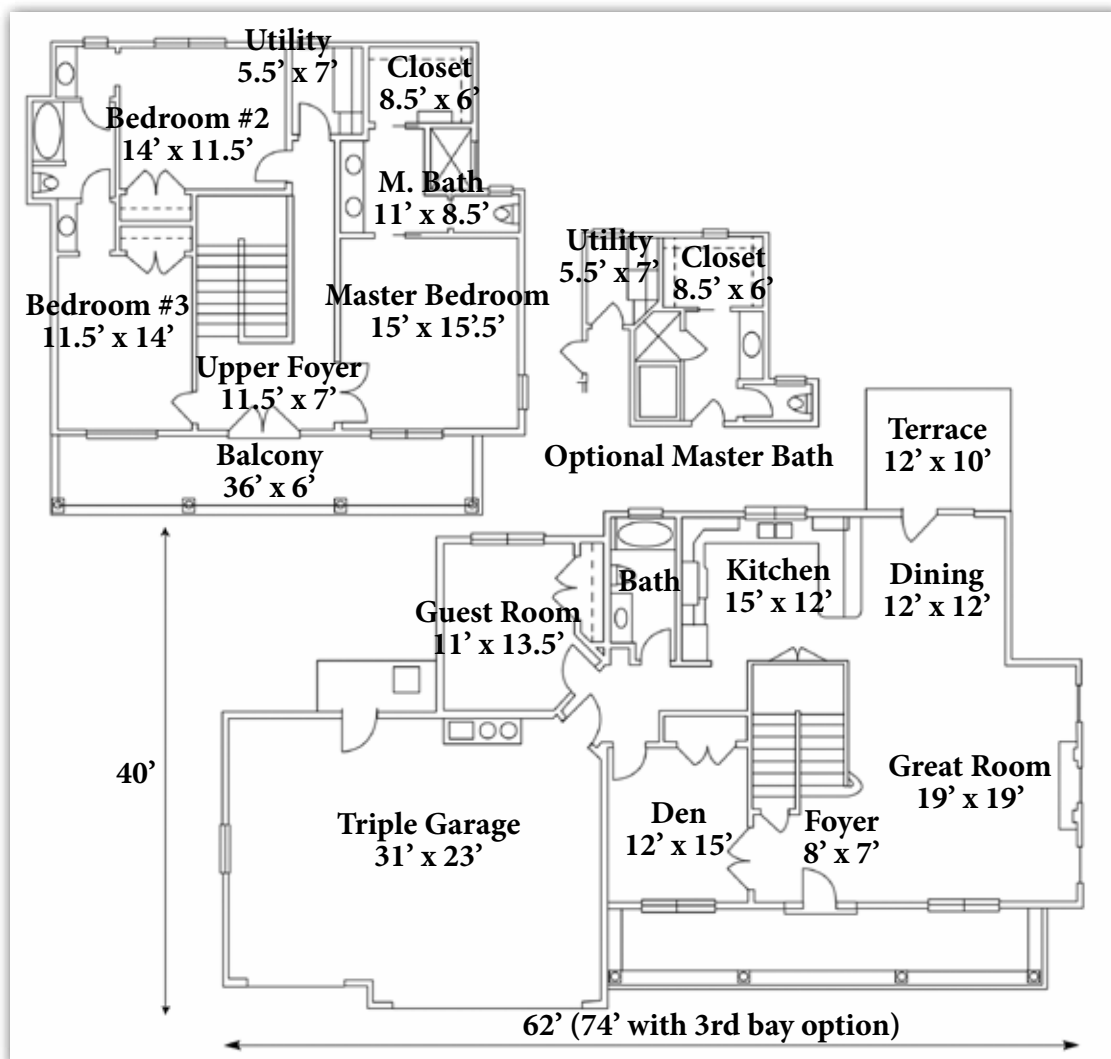 Utility
5.5’ x 7’
Closet
8.5’ x 6’
Bedroom #2
14’ x 11.5’
M. Bath
11’ x 8.5’
Bedroom #3
11.5’ x 14’
Master Bedroom
15’ x 15’.5’
Upper Foyer
11.5’ x 7’
Balcony
36’ x 6’
Utility
5.5’ x 7’
Closet
8.5’ x 6’
Optional Master Bath
Terrace
12’ x 10’
Guest Room
11’ x 13.5’
Bath
Kitchen
15’ x 12’
Dining
12’ x 12’
40’
Triple Garage
31’ x 23’
Den
12’ x 15’
Foyer
8’ x 7’
Great Room
19’ x 19’
62’ (74’ with 3rd bay option)